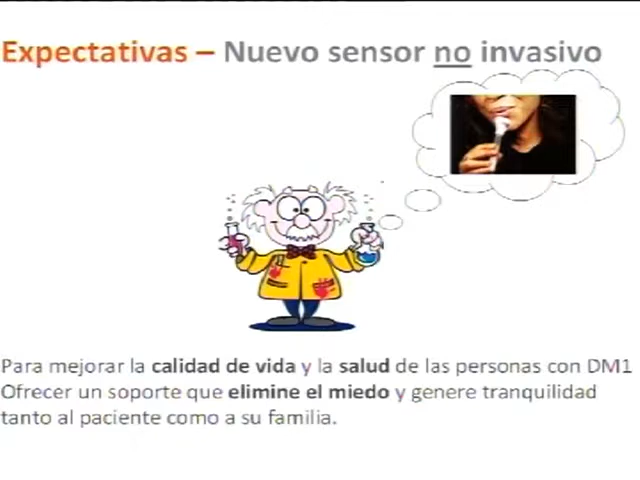 Expectativas – Nuevo sensor no invasivo
Para mejorar la calidad de vida y la salud de las personas con DM1
Ofrecer un soporte que elimine el miedo y genere tranquilidad
tanto al paciente como a su familia.